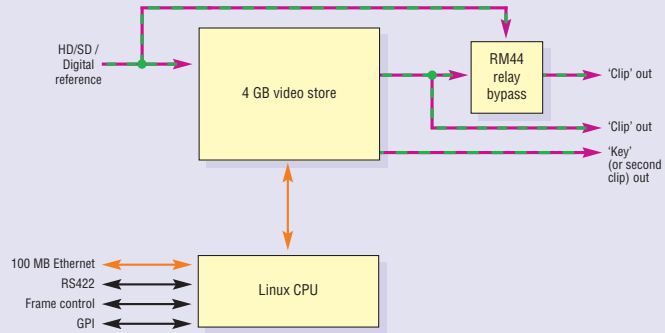 HD/SD /
Digital
reference
4 GB video store
RM44
relay
bypass
‘Clip’ out
‘Clip’ out
‘Key’
(or second
clip) out
100 MB Ethernet
RS422
Frame control
GPI
Linux CPU